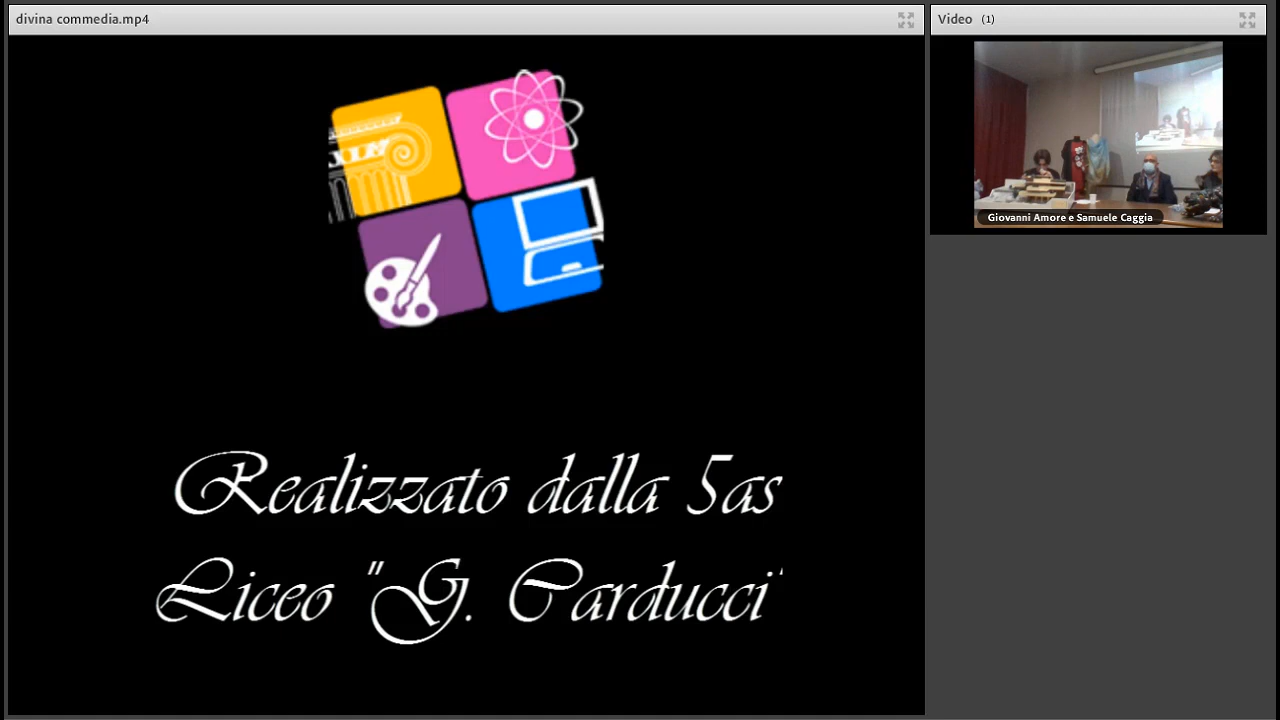 divina commedia.mp4
Video (1)
Giovanni Amore e Samuele Caggia
Realizzato dalla 5as
Liceo "G. Carducci"